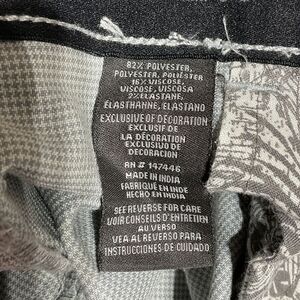 82% POLYESTER,
POLYESTER, POLIÉSTER
16% VISCOSE,
VISCOSE, VISCOSA
2% ELASTANE,
ÉLASTHANNE, ELASTANO
EXCLUSIVE OF DECORATION
EXCLUSIF DE
LA DÉCORATION
EXCLUSIVO DE
DECORACIÓN
RN # 147446
MADE IN INDIA
FABRIQUÉ EN INDE
HECHO EN INDIA
SEE REVERSE FOR CARE
VOIR CONSEILS D'ENTRETIEN
AU VERSO
VEA AL REVERSO PARA
INSTRUCCIONES DE CUIDADO